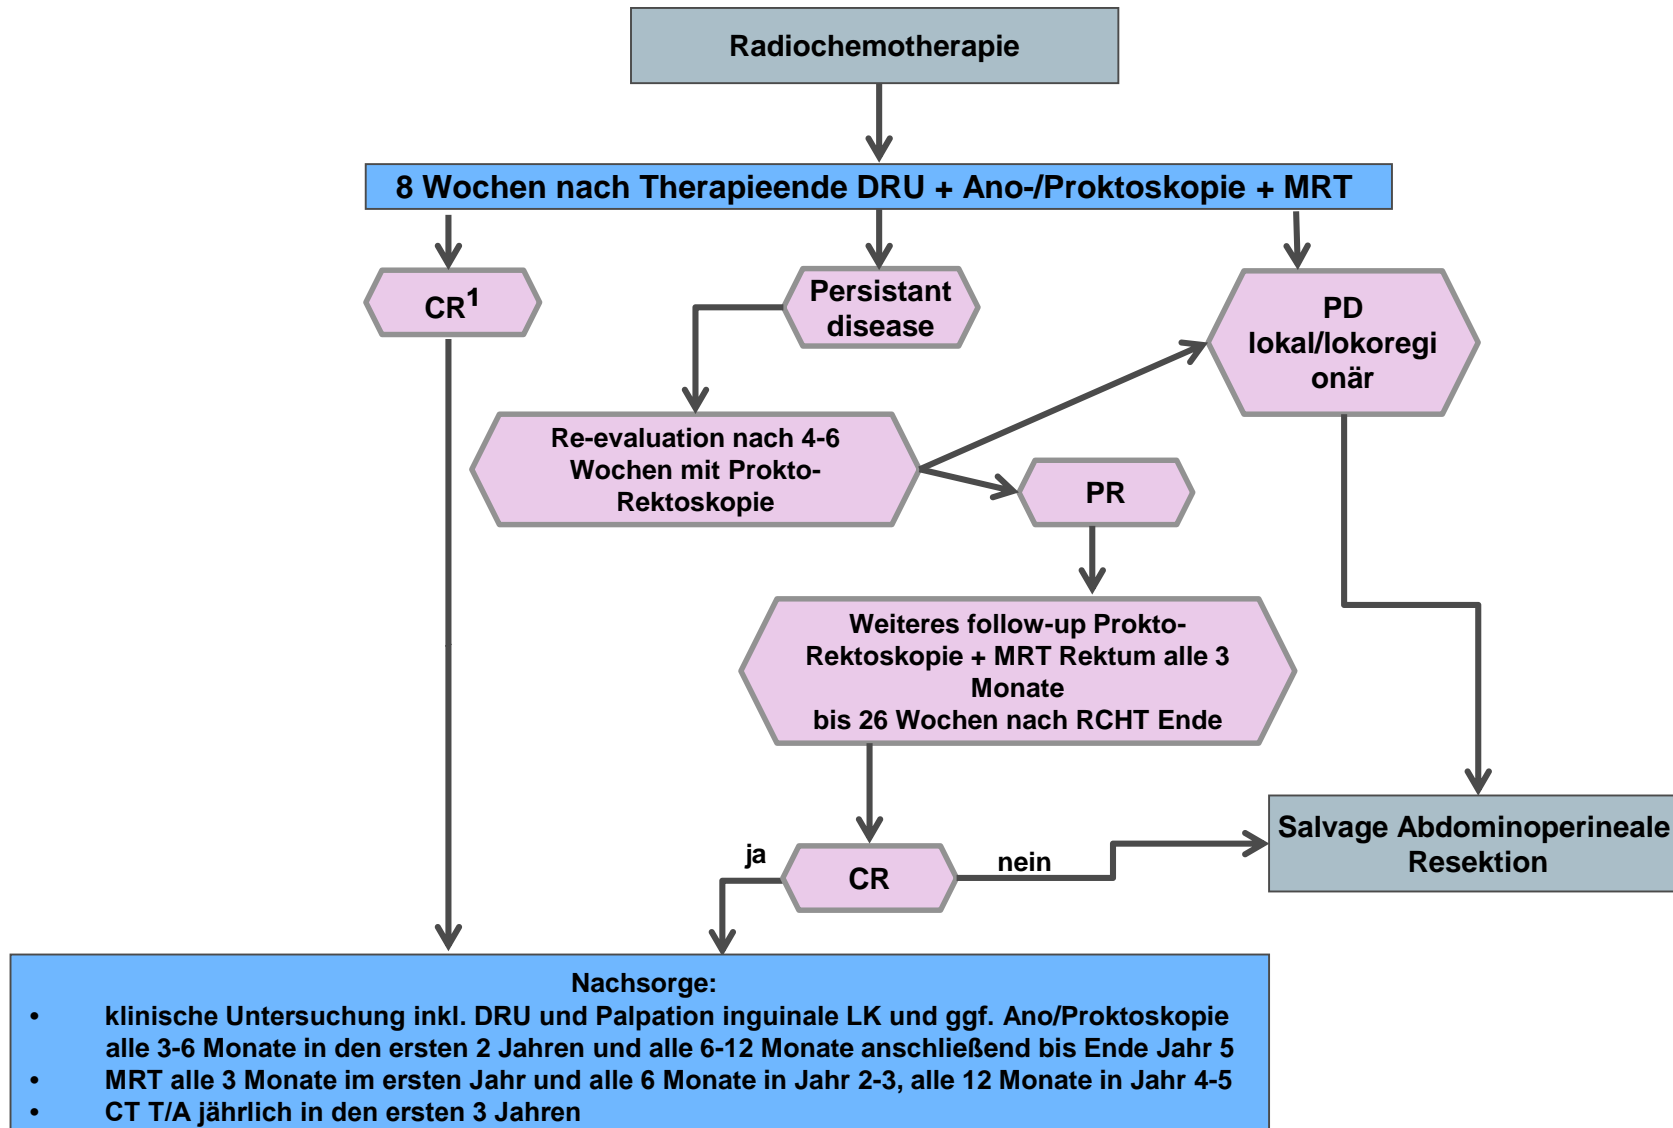 Radiochemotherapie
8 Wochen nach Therapieende DRU + Ano-/Proktoskopie + MRT
CR¹
Persistant
disease
PD
lokal/lokoregi
onär
Re-evaluation nach 4-6
Wochen mit Prokto-
Rektoskopie
PR
Weiteres follow-up Prokto-
Rektoskopie + MRT Rektum alle 3
Monate
bis 26 Wochen nach RCHT Ende
Salvage Abdominoperineale
Resektion
ja
CR
nein
Nachsorge:
• klinische Untersuchung inkl. DRU und Palpation inguinale LK und ggf. Ano/Proktoskopie
alle 3-6 Monate in den ersten 2 Jahren und alle 6-12 Monate anschließend bis Ende Jahr 5
• MRT alle 3 Monate im ersten Jahr und alle 6 Monate in Jahr 2-3, alle 12 Monate in Jahr 4-5
• CT T/A jährlich in den ersten 3 Jahren